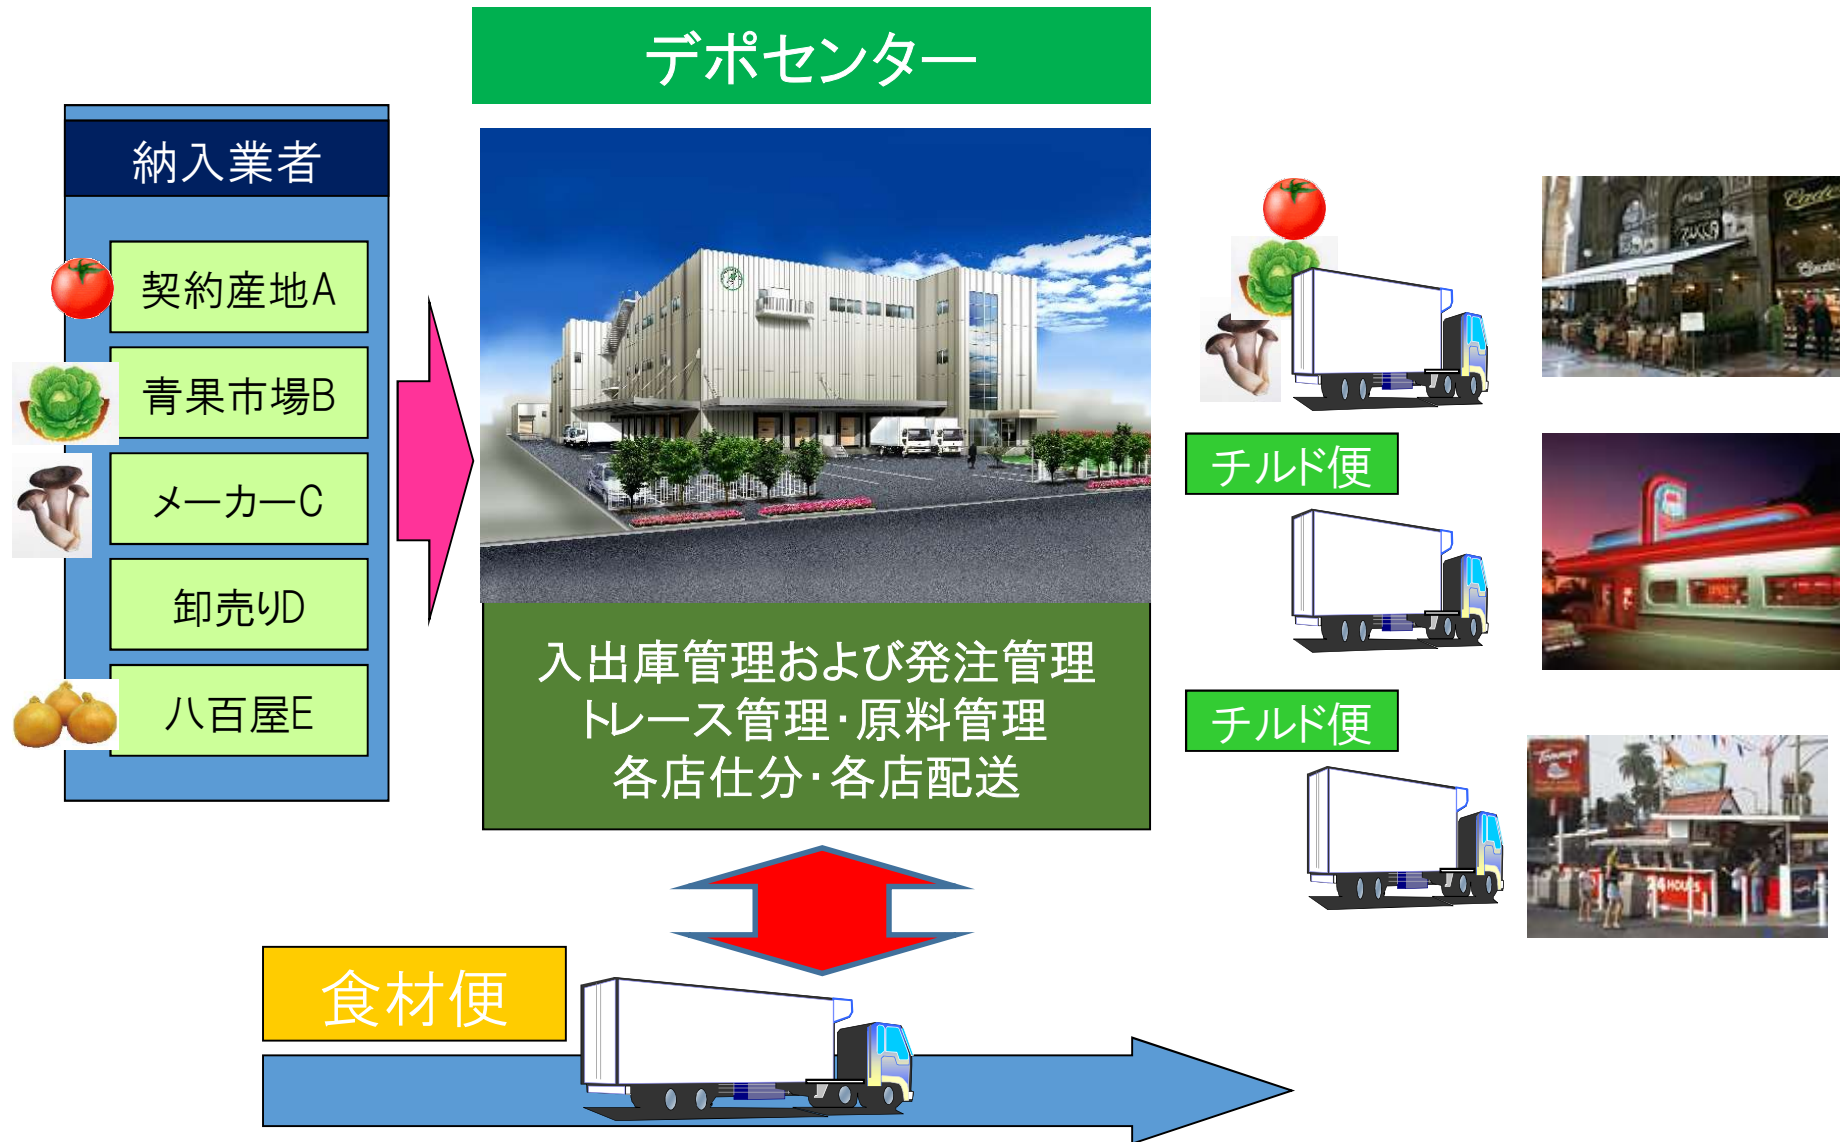 デポセンター
納入業者
契約産地A
青果市場B
メーカーC
卸売りD
八百屋E
入出庫管理および発注管理
トレース管理・原料管理
各店仕分・各店配送
チルド便
チルド便
24 HOURS
食材便